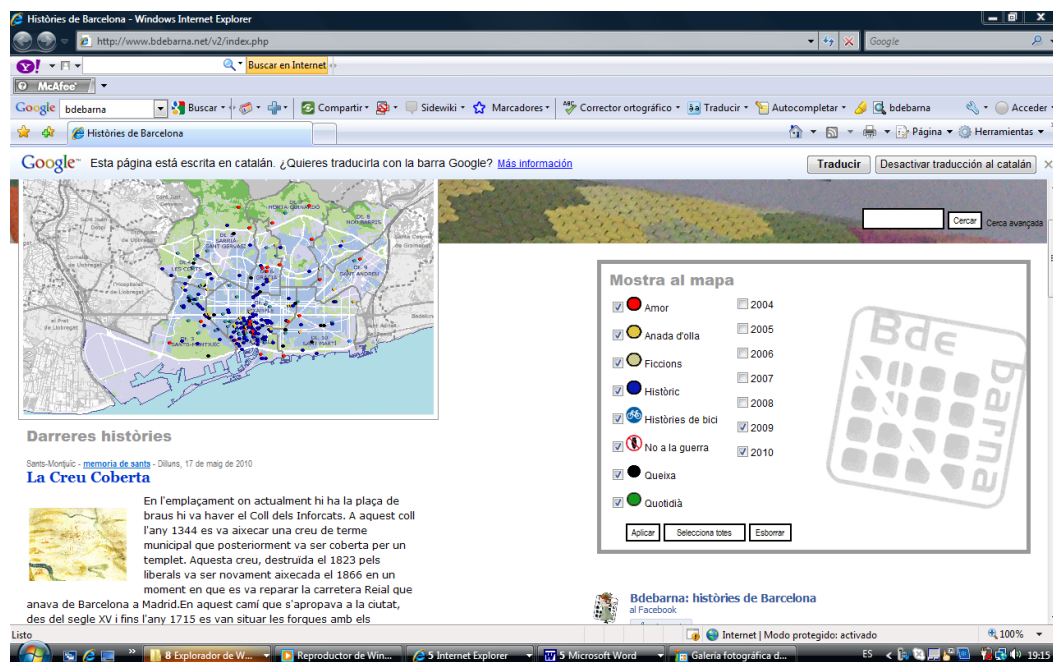 Històries de Barcelona - Windows Internet Explorer
http://www.bdebarna.net/v2/index.php
Google
Y!
Buscar en Internet
McAfee
Google bdebarna Buscar Compartir Sidewiki Marcadores Corrector ortográfico Traducir Autocompletar bdebarna Acceder
Històries de Barcelona
Página Herramientas
Google Esta página está escrita en catalán. ¿Quieres traducirla con la barra Google? Más información Traducir Desactivar traducción al catalán
Cercar Cerca avançada
Mostra al mapa
Amor
Anada d'olla
Ficcions
Històric
Històries de bici
No a la guerra
Queixa
Quotidià
2004
2005
2006
2007
2008
2009
2010
Aplicar Selecciona totes Esborrar
Bde
barna
Darreres històries
Sants-Montjuïc - memoria de sants - Dilluns, 17 de maig de 2010
La Creu Coberta
En l'emplaçament on actualment hi ha la plaça de
braus hi va haver el Coll dels Inforcats. A aquest coll
l'any 1344 es va aixecar una creu de terme
municipal que posteriorment va ser coberta per un
templet. Aquesta creu, destruïda el 1823 pels
liberals va ser novament aixecada el 1866 en un
moment en que es va reparar la carretera Reial que
anava de Barcelona a Madrid.En aquest camí que s'apropava a la ciutat,
des del segle XV i fins l'any 1715 es van situar les forques amb els
Bdebarna: històries de Barcelona
al Facebook
Listo
Internet | Modo protegido: activado
100%
8 Explorador de W...
Reproductor de Win...
5 Internet Explorer
5 Microsoft Word
Galería fotográfica d...
ES
19:15